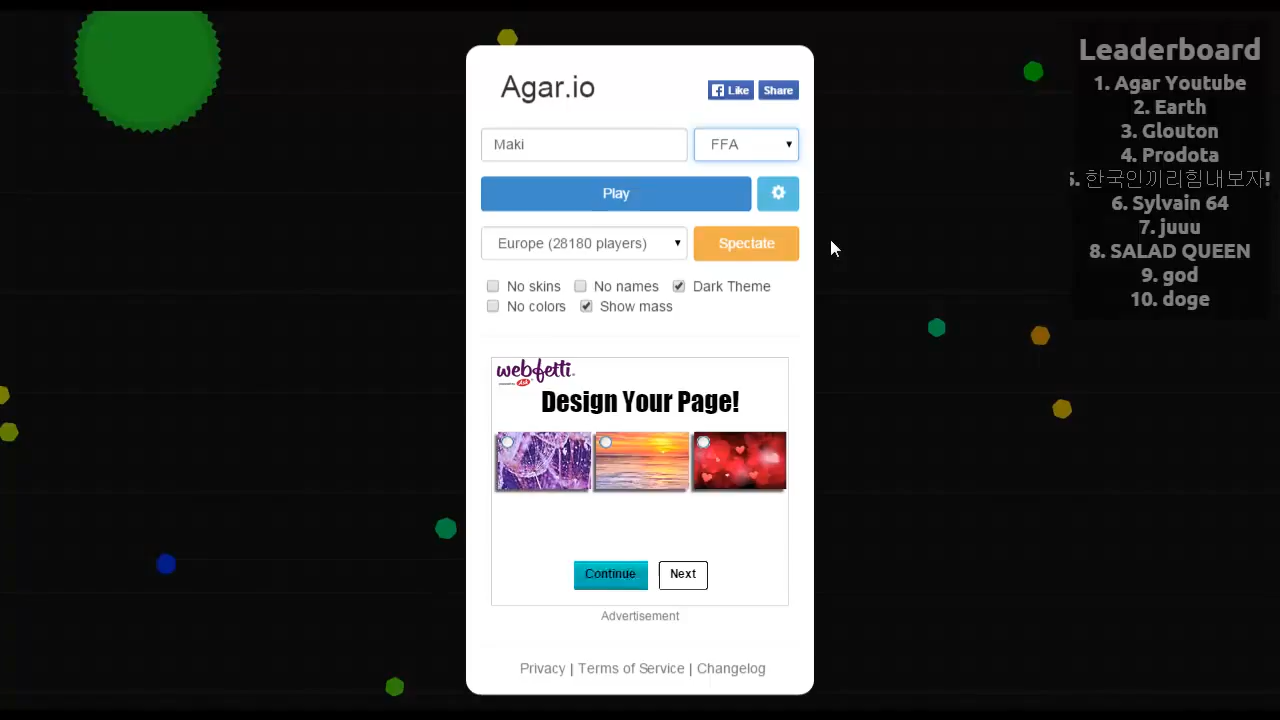 Agar.io
Like Share
Maki FFA
Play
Europe (28180 players) Spectate
No skins No names Dark Theme
No colors Show mass
webfetti
Design Your Page!
Continue Next
Advertisement
Privacy | Terms of Service | Changelog
Leaderboard
1. Agar Youtube
2. Earth
3. Glouton
4. Prodota
5. 한국인끼리힘내보자!
6. Sylvain 64
7. juuu
8. SALAD QUEEN
9. god
10. doge